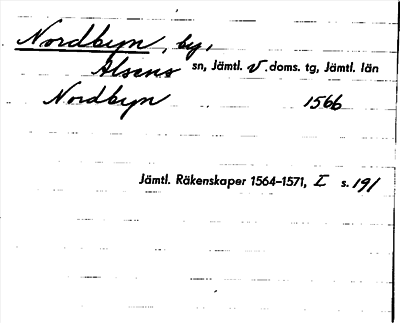 Nordbyn, by,
Alsens sn, Jämtl. v. doms. tg, Jämtl. län
Nordbyn 1566
Jämtl. Räkenskaper 1564–1571, I s. 191